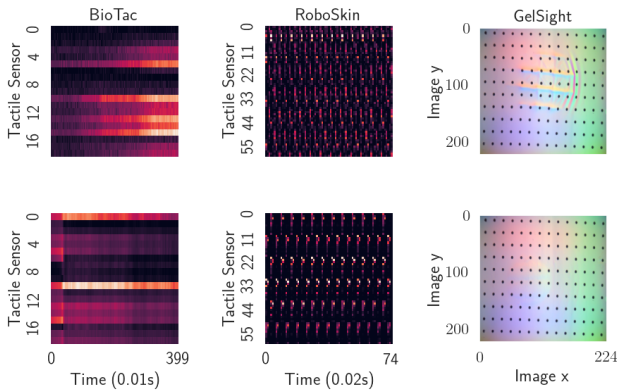 BioTac
RoboSkin
GelSight
Tactile Sensor
0
4
8
12
16
Tactile Sensor
0
11
22
33
44
55
Image y
0
100
200
Tactile Sensor
0
4
8
12
16
0
399
Time (0.01s)
Tactile Sensor
0
11
22
33
44
55
0
74
Time (0.02s)
Image y
0
100
200
0
224
Image x